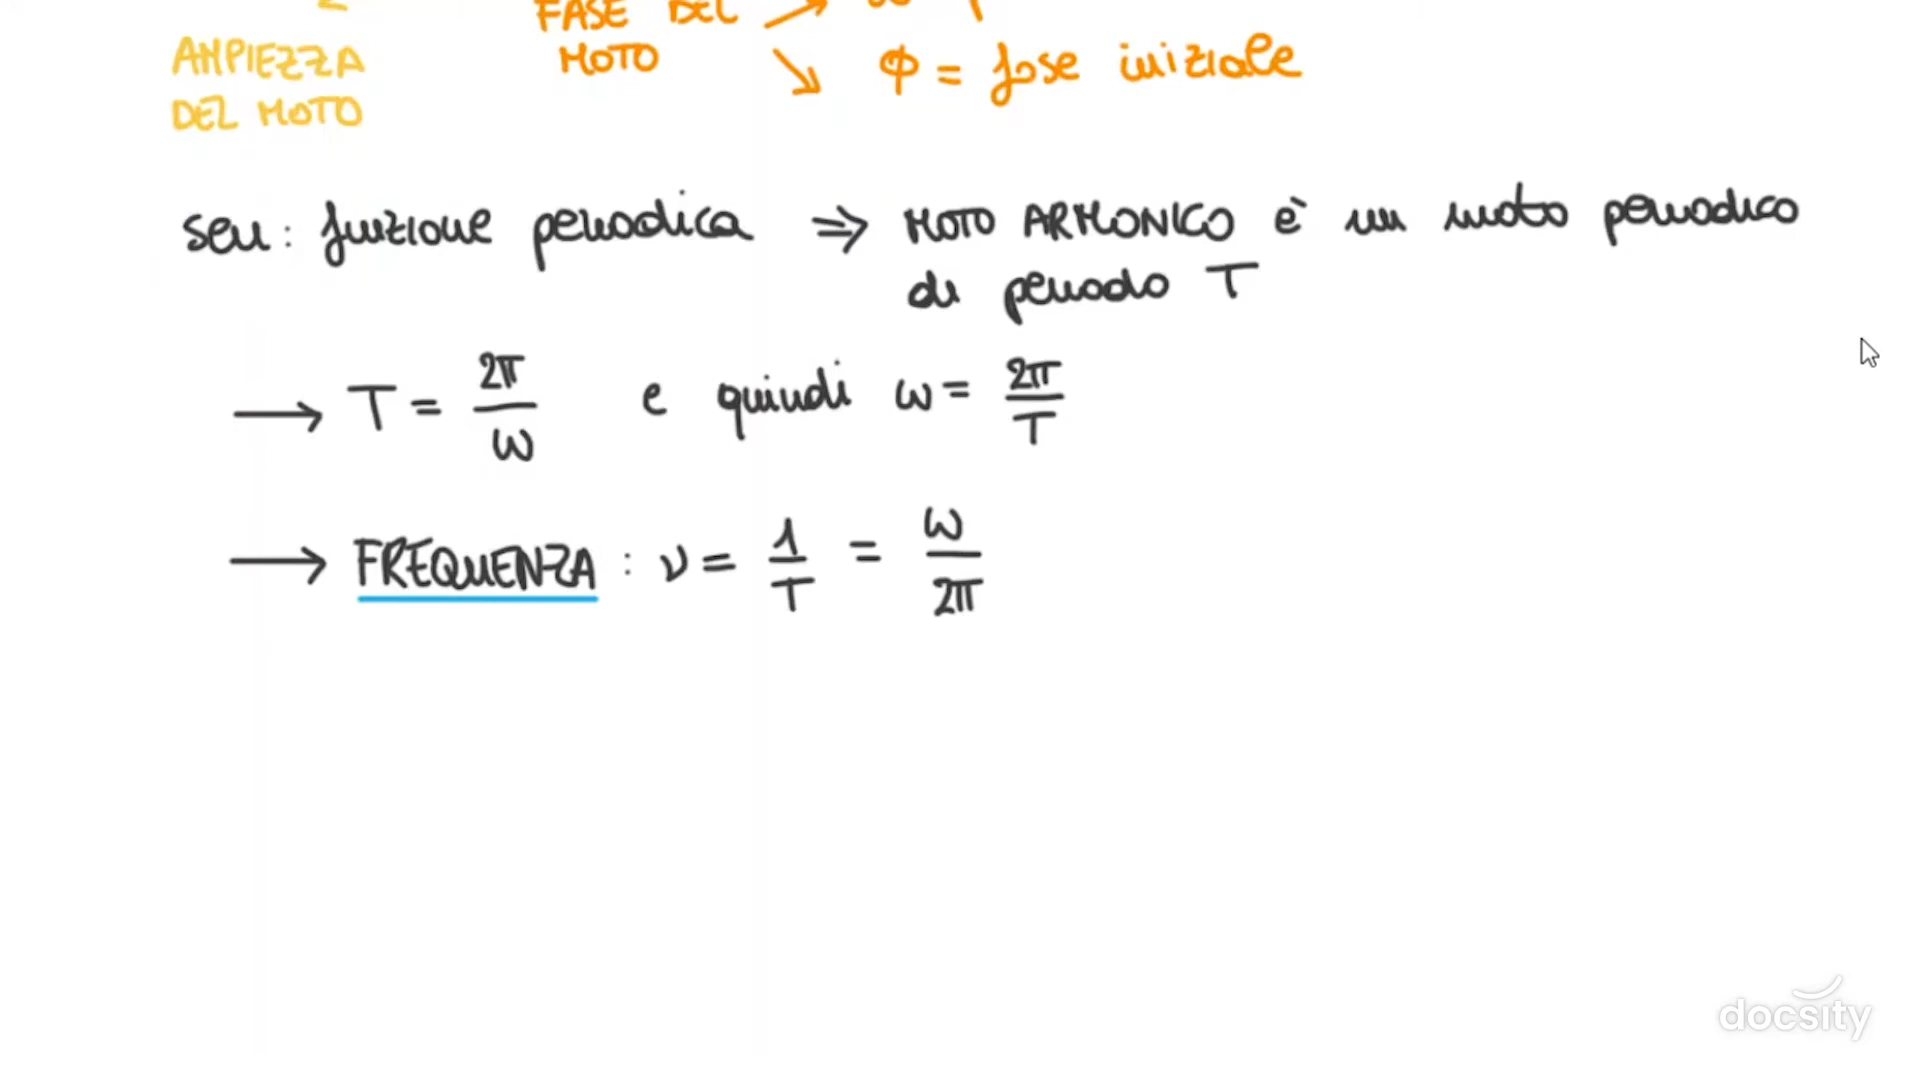 FASE DEL
MOTO
AMPIEZZA
DEL MOTO
ϕ = fase iniziale
sen: funzione periodica ⇒ MOTO ARMONICO è un moto periodico
di periodo T
→ T = 2π/ω e quindi ω = 2π/T
→ FREQUENZA : ν = 1/T = ω/2π
docsity